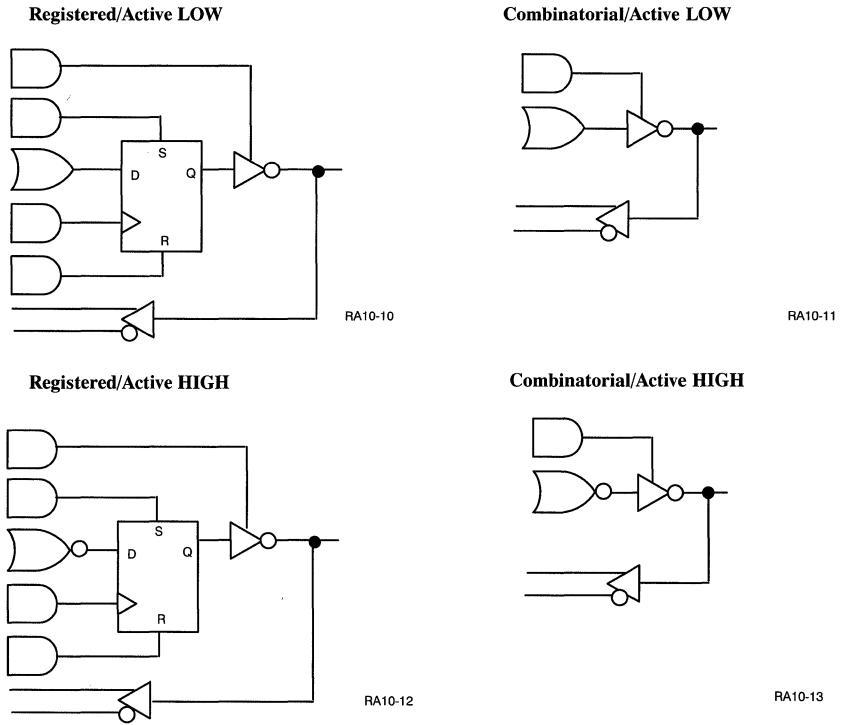 Registered/Active LOW
S
D
Q
R
RA10-10
Combinatorial/Active LOW
RA10-11
Registered/Active HIGH
S
D
Q
R
RA10-12
Combinatorial/Active HIGH
RA10-13